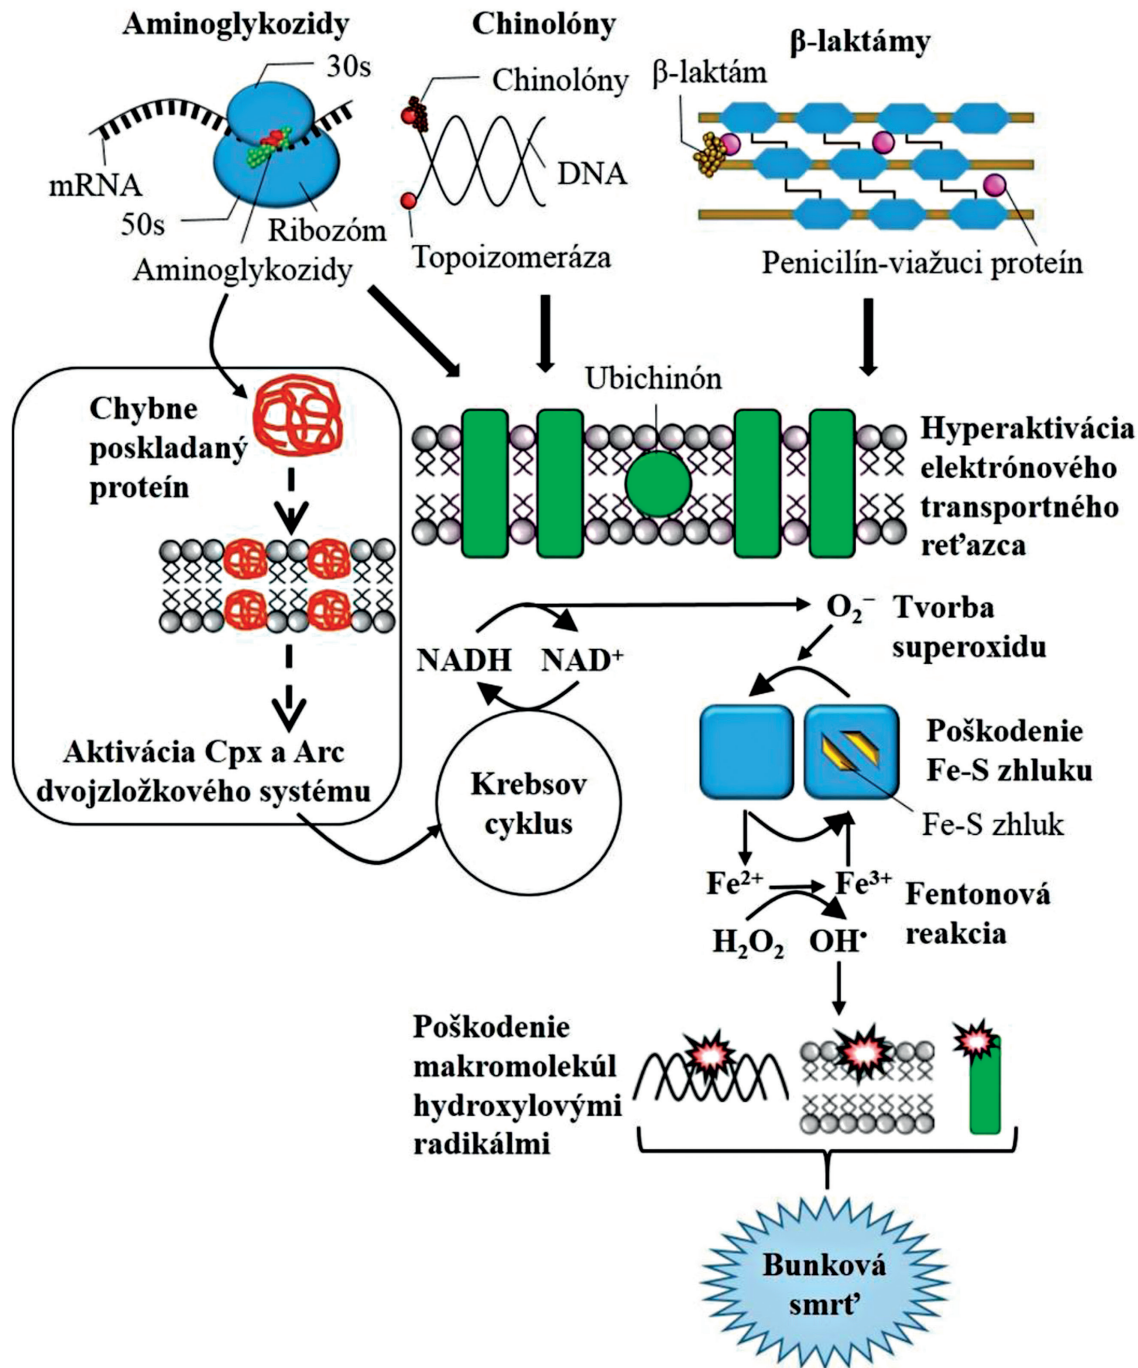 Aminoglykozidy
Chinolóny
β-laktámy
30s
mRNA
50s
Ribozóm
Aminoglykozidy
Chinolóny
DNA
Topoizomeráza
β-laktám
Penicilín-viažuci proteín
Chybne
poskladaný
proteín
Aktivácia Cpx a Arc
dvojzložkového systému
Ubichinón
Hyperaktivácia
elektrónového
transportného
reťazca
NADH
NAD⁺
Krebsov
cyklus
O₂⁻
Tvorba
superoxidu
Poškodenie
Fe-S zhluku
Fe-S zhluk
Fe²⁺
Fe³⁺
H₂O₂
OH•
Fentonová
reakcia
Poškodenie
makromolekúl
hydroxylovými
radikálmi
Bunková
smrť